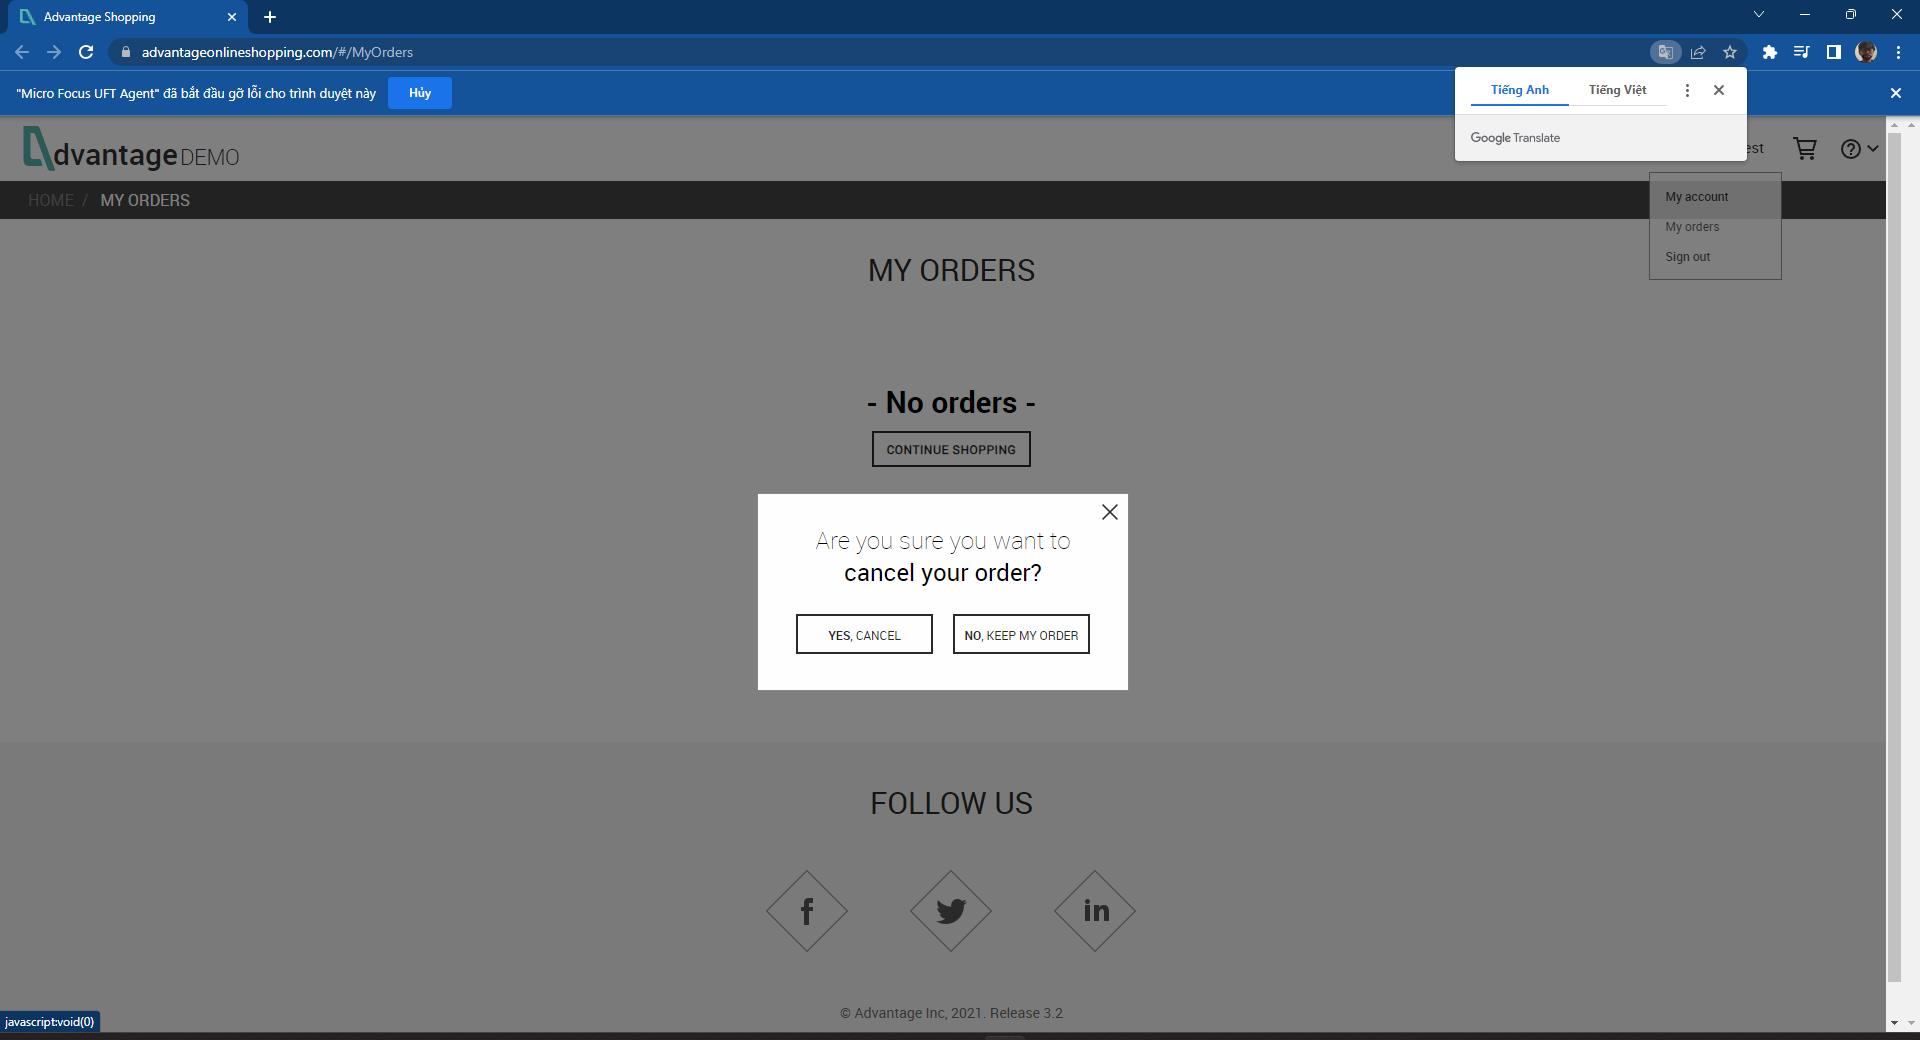 Advantage Shopping
advantageonlineshopping.com/#/MyOrders
"Micro Focus UFT Agent" đã bắt đầu gỡ lỗi cho trình duyệt này
Hủy
Tiếng Anh
Tiếng Việt
Google Translate
dvantage DEMO
est
HOME / MY ORDERS
My account
My orders
Sign out
MY ORDERS
- No orders -
CONTINUE SHOPPING
Are you sure you want to
cancel your order?
YES, CANCEL
NO, KEEP MY ORDER
FOLLOW US
f
in
© Advantage Inc, 2021. Release 3.2
javascript:void(0)